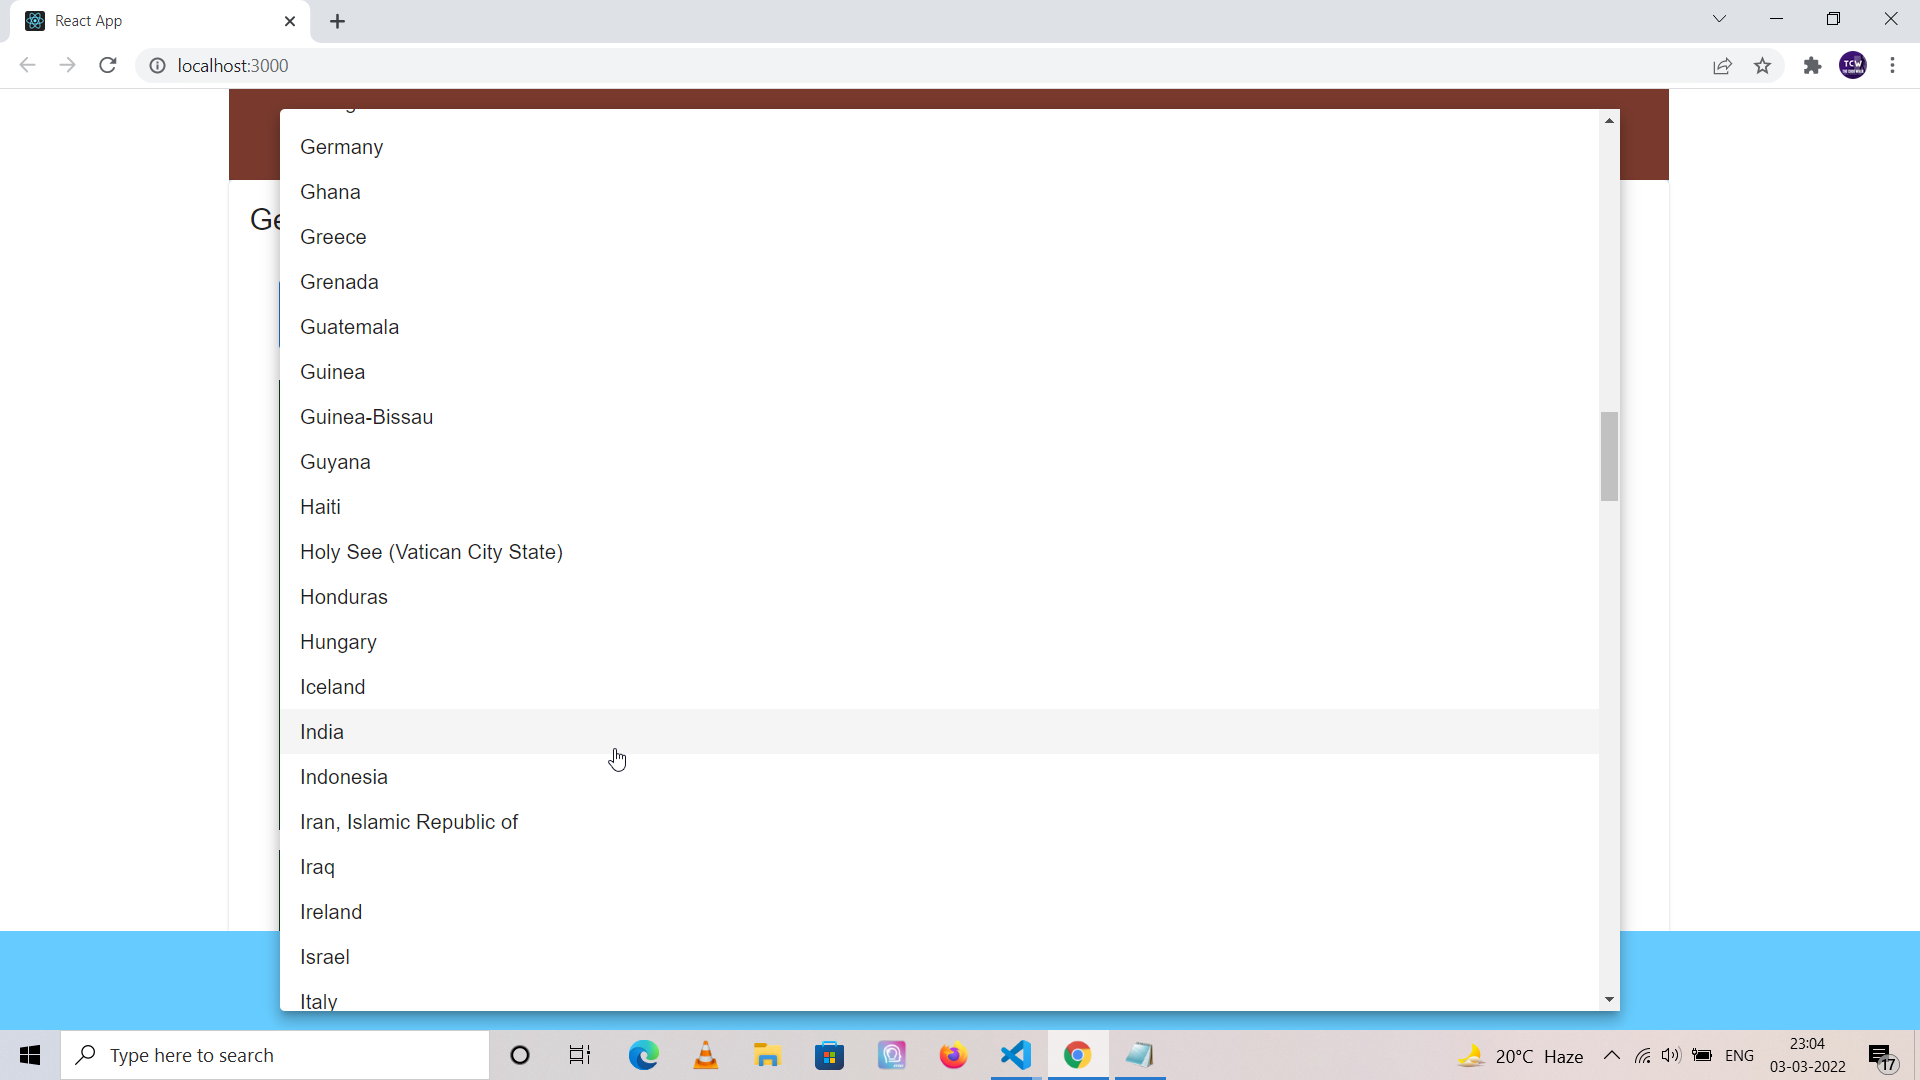 React App
localhost:3000
TCW
Ge
Germany
Ghana
Greece
Grenada
Guatemala
Guinea
Guinea-Bissau
Guyana
Haiti
Holy See (Vatican City State)
Honduras
Hungary
Iceland
India
Indonesia
Iran, Islamic Republic of
Iraq
Ireland
Israel
Italy
Type here to search
20°C Haze
ENG
23:04
03-03-2022
17